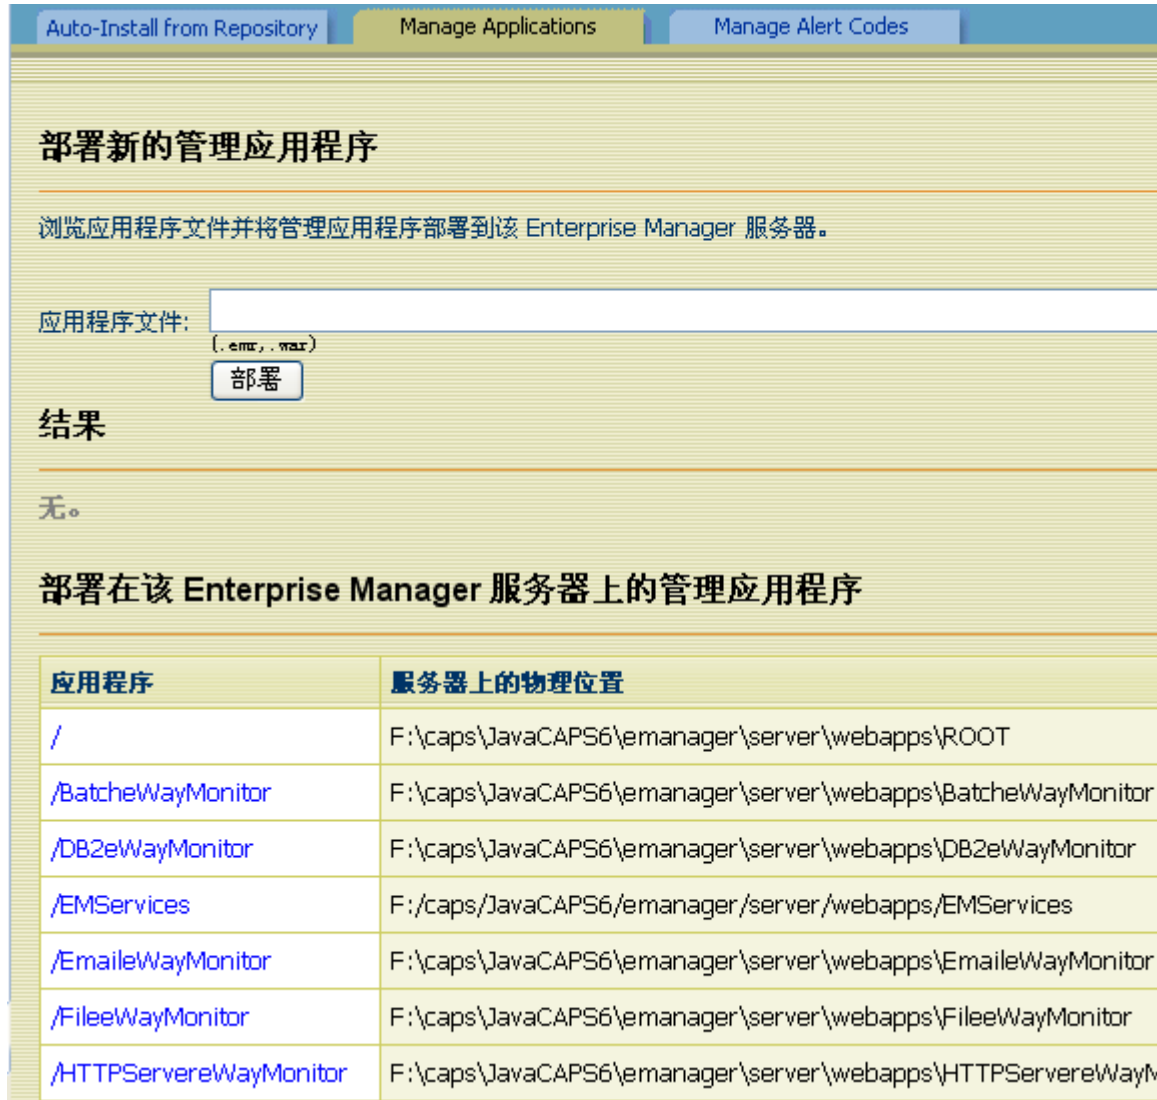 Auto-Install from Repository Manage Applications Manage Alert Codes
部署新的管理应用程序
浏览应用程序文件并将管理应用程序部署到该 Enterprise Manager 服务器。
应用程序文件:
(.emr,.war)
部署
结果
无。
部署在该 Enterprise Manager 服务器上的管理应用程序
应用程序 服务器上的物理位置
/ F:\caps\JavaCAPS6\emanager\server\webapps\ROOT
/BatcheWayMonitor F:\caps\JavaCAPS6\emanager\server\webapps\BatcheWayMonitor
/DB2eWayMonitor F:\caps\JavaCAPS6\emanager\server\webapps\DB2eWayMonitor
/EMServices F:/caps/JavaCAPS6/emanager/server/webapps/EMServices
/EmaileWayMonitor F:\caps\JavaCAPS6\emanager\server\webapps\EmaileWayMonitor
/FileeWayMonitor F:\caps\JavaCAPS6\emanager\server\webapps\FileeWayMonitor
/HTTPServereWayMonitor F:\caps\JavaCAPS6\emanager\server\webapps\HTTPServereWayM